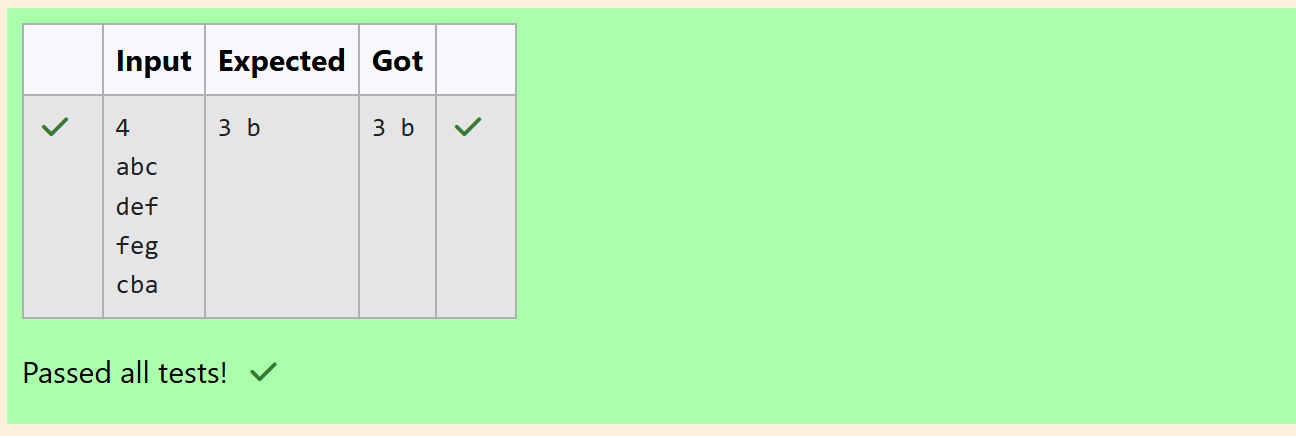 Input Expected Got
4 3 b 3 b
abc
def
feg
cba
Passed all tests!